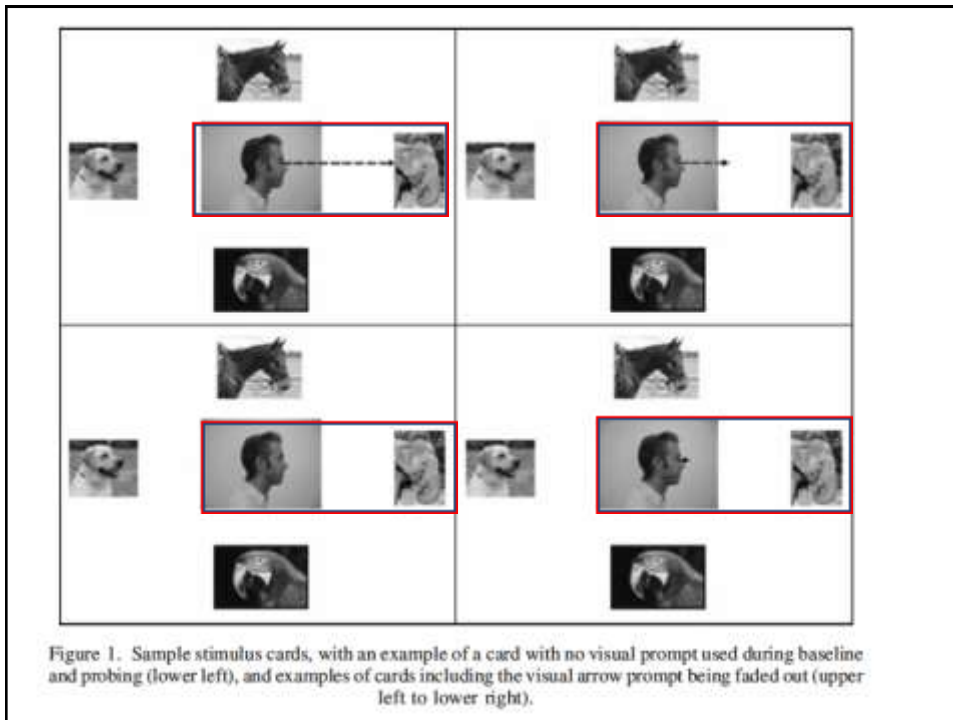 Figure 1. Sample stimulus cards, with an example of a card with no visual prompt used during baseline
and probing (lower left), and examples of cards including the visual arrow prompt being faded out (upper
left to lower right).